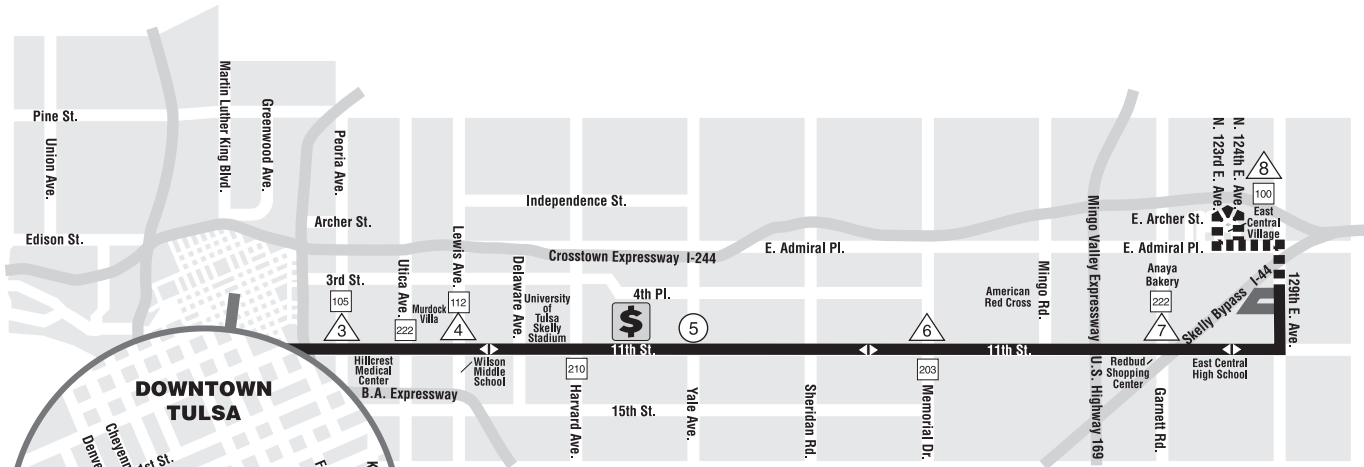 Pine St.
Union Ave.
Martin Luther King Blvd.
Greenwood Ave.
Peoria Ave.
Archer St.
Edison St.
3rd St.
105
3
Utica Ave.
222
Murdock
Villa
Lewis Ave.
112
4
Delaware Ave.
University
of
Tulsa
Skelly
Stadium
Independence St.
Crosstown Expressway I-244
4th Pl.
$
5
E. Admiral Pl.
6
American
Red Cross
Mingo Rd.
Mingo Valley Expressway U.S. Highway 169
N. 123rd E. Ave.
N. 124th E. Ave.
8
100
East
Central
Village
E. Archer St.
E. Admiral Pl.
Anaya
Bakery
222
7
Skelly Bypass I-44
129th E. Ave.
11th St.
11th St.
Hillcrest
Medical
Center
Wilson
Middle
School
B.A. Expressway
210
Harvard Ave.
15th St.
Yale Ave.
Sheridan Rd.
203
Memorial Dr.
Redbud
Shopping
Center
Garnett Rd.
East Central
High School
DOWNTOWN
TULSA
1st St.